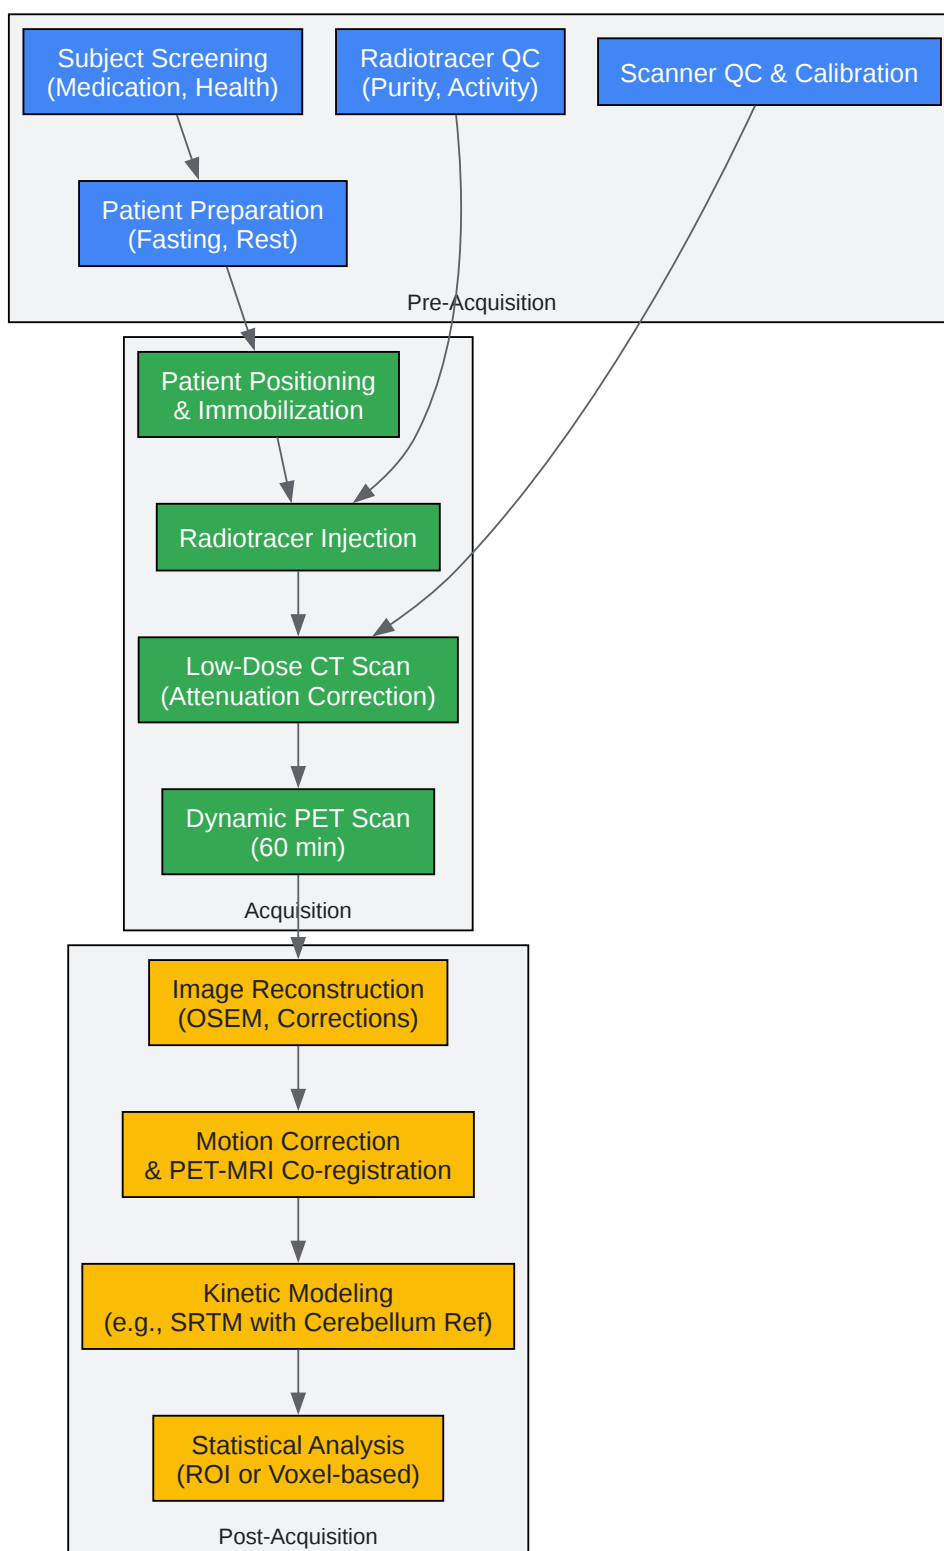 Subject Screening
(Medication, Health)
Radiotracer QC
(Purity, Activity)
Scanner QC & Calibration
Patient Preparation
(Fasting, Rest)
Pre-Acquisition
Patient Positioning
& Immobilization
Radiotracer Injection
Low-Dose CT Scan
(Attenuation Correction)
Dynamic PET Scan
(60 min)
Acquisition
Image Reconstruction
(OSEM, Corrections)
Motion Correction
& PET-MRI Co-registration
Kinetic Modeling
(e.g., SRTM with Cerebellum Ref)
Statistical Analysis
(ROI or Voxel-based)
Post-Acquisition